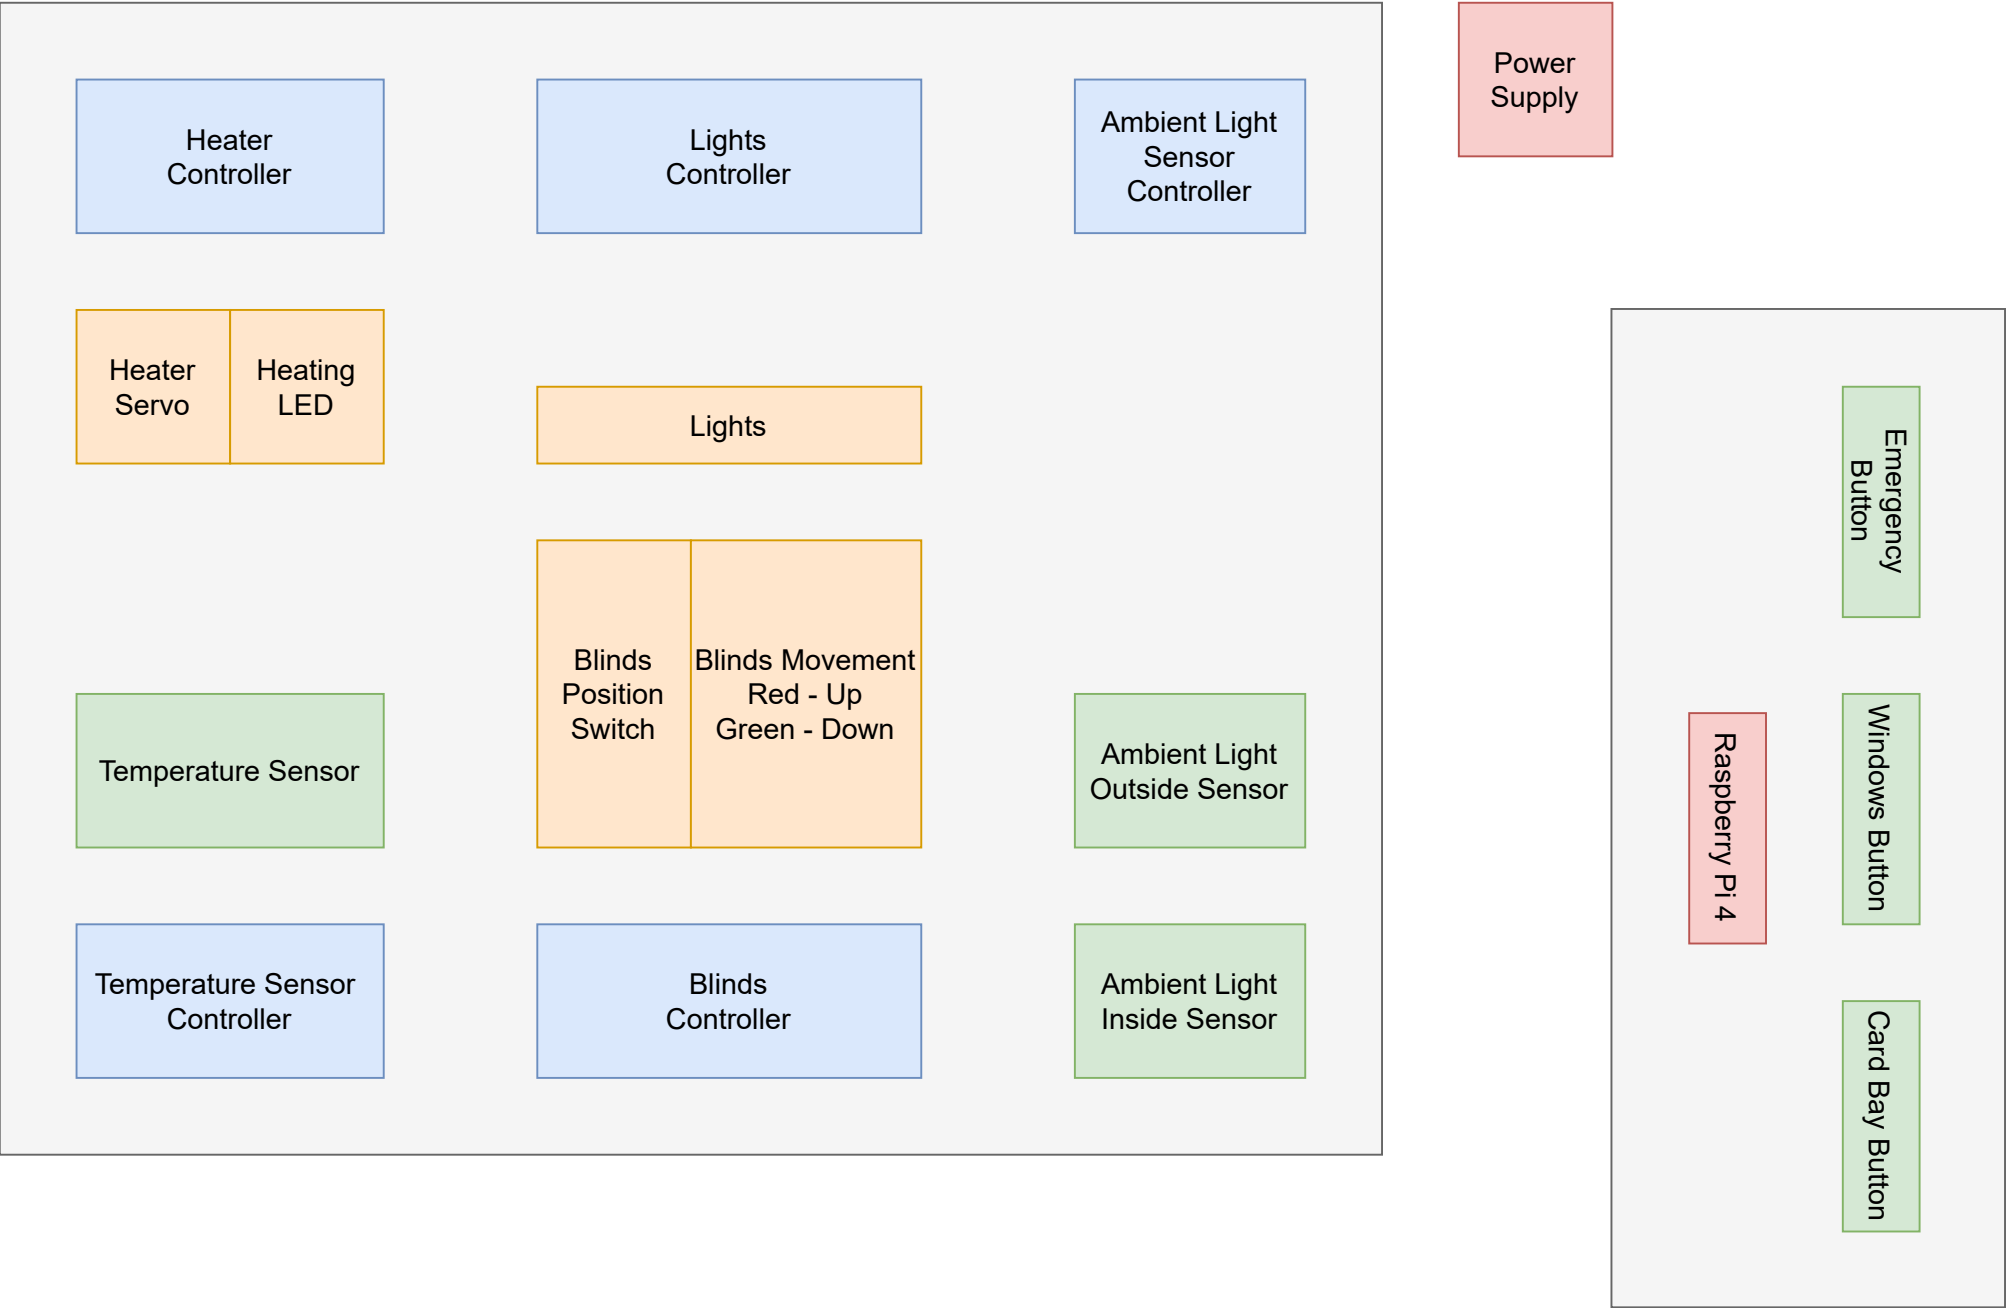 Heater
Controller
Lights
Controller
Ambient Light
Sensor
Controller
Power
Supply
Heater
Servo
Heating
LED
Lights
Blinds
Position
Switch
Blinds Movement
Red - Up
Green - Down
Temperature Sensor
Ambient Light
Outside Sensor
Temperature Sensor
Controller
Blinds
Controller
Ambient Light
Inside Sensor
Emergency
Button
Raspberry Pi 4
Windows Button
Card Bay Button